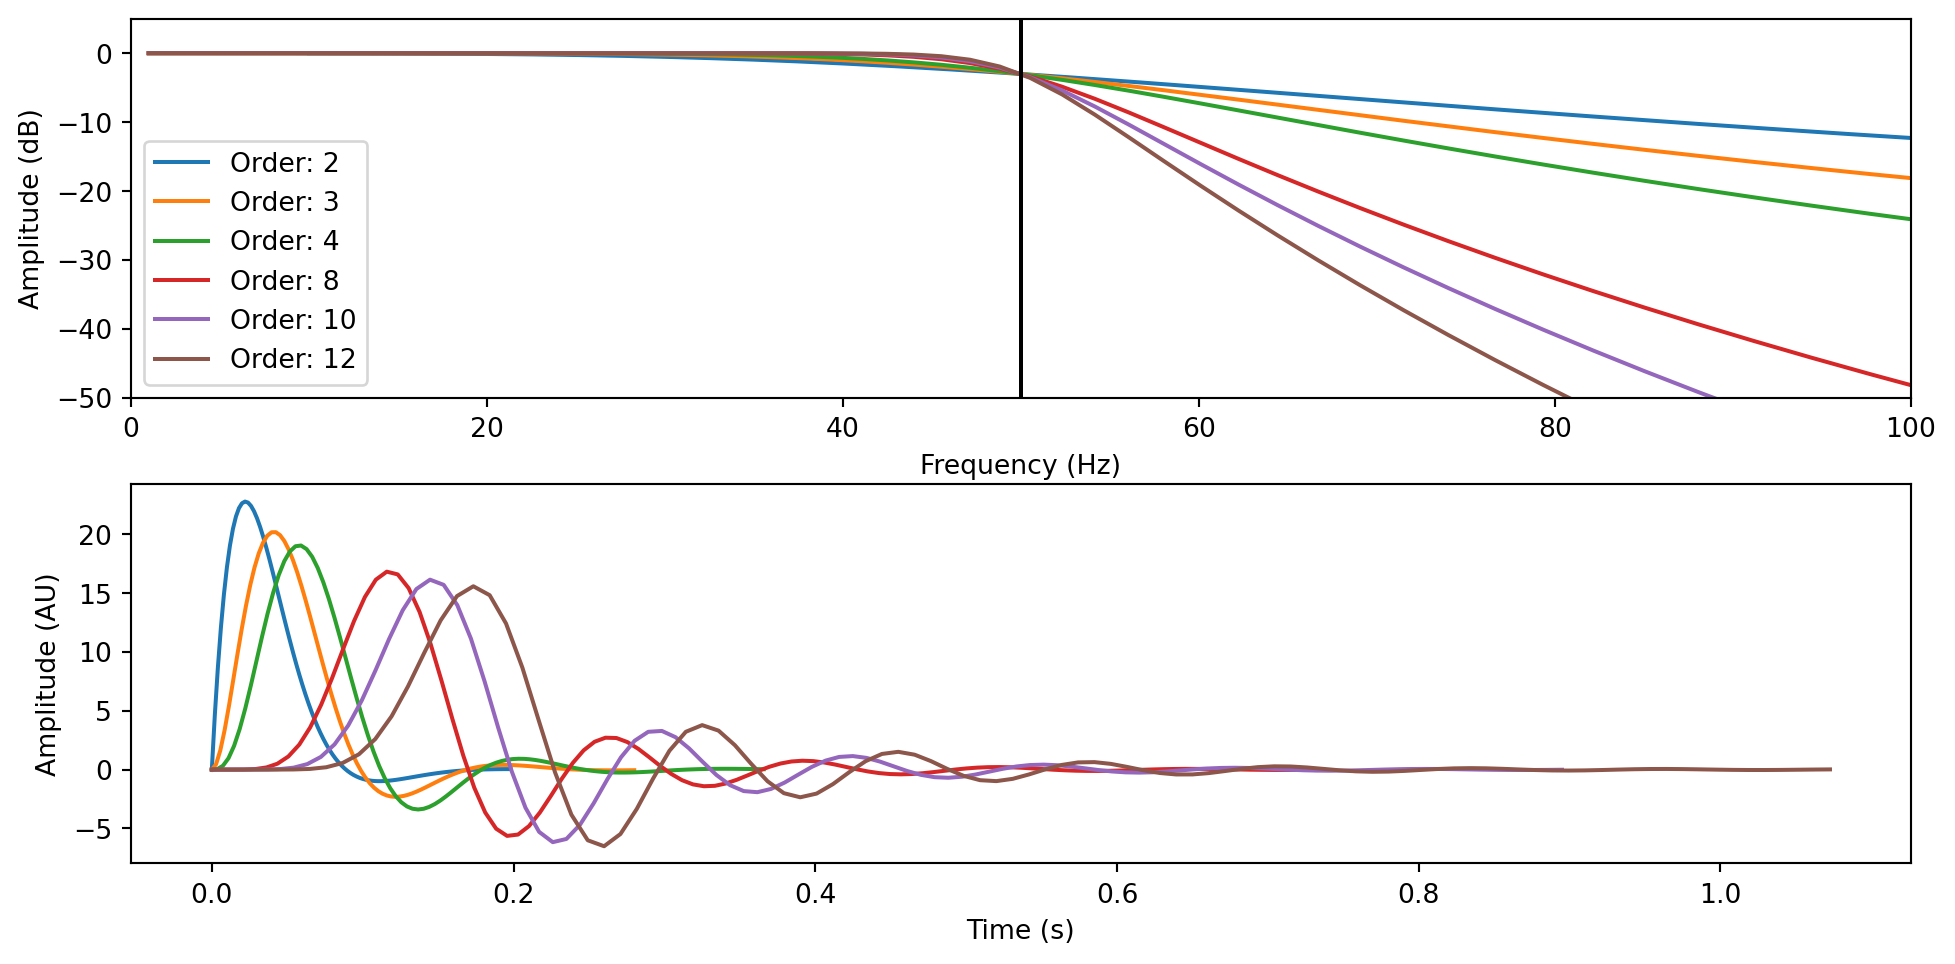 Amplitude (dB)
0
−10
−20
−30
−40
−50
Order: 2
Order: 3
Order: 4
Order: 8
Order: 10
Order: 12
0 20 40 60 80 100
Frequency (Hz)
Amplitude (AU)
20
15
10
5
0
−5
0.0 0.2 0.4 0.6 0.8 1.0
Time (s)